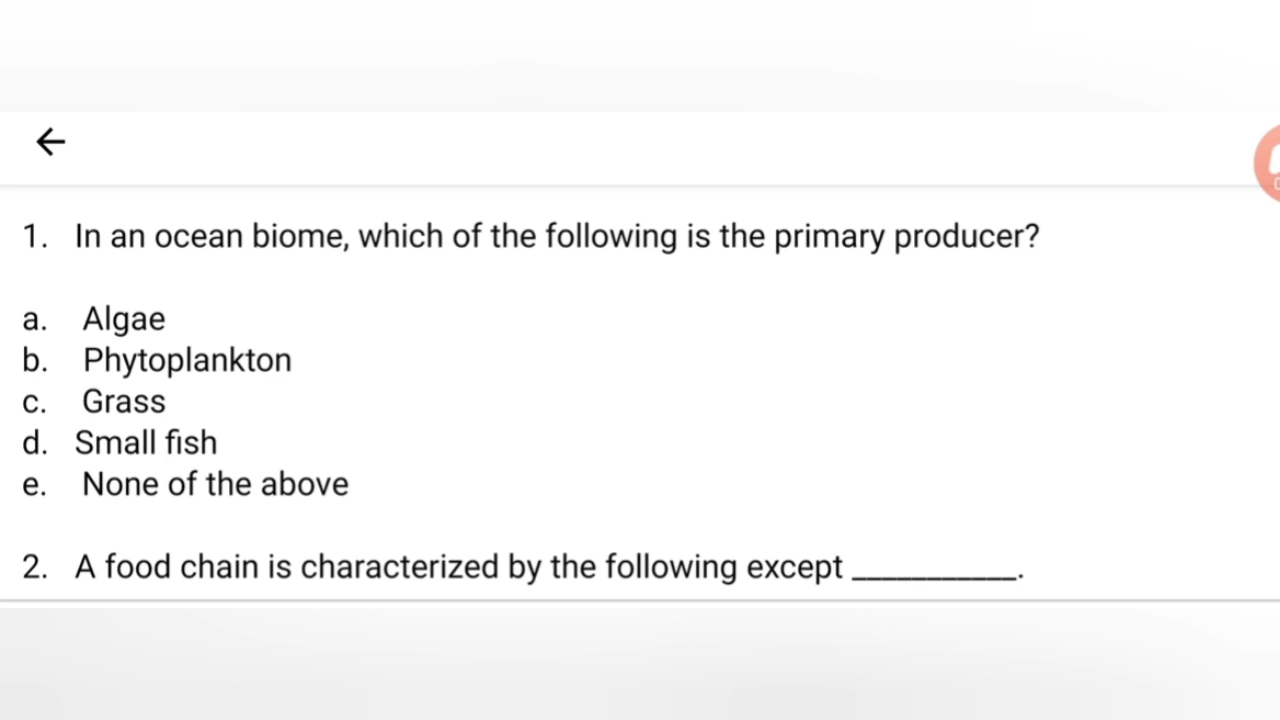 1. In an ocean biome, which of the following is the primary producer?
a. Algae
b. Phytoplankton
c. Grass
d. Small fish
e. None of the above
2. A food chain is characterized by the following except ___________.